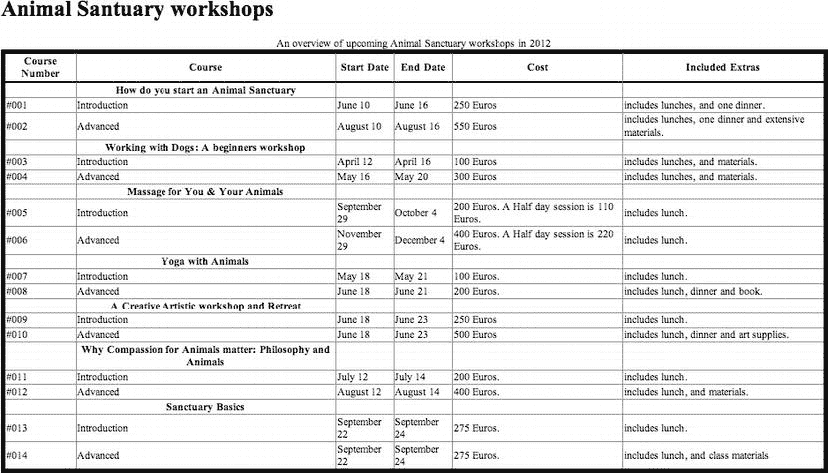 Animal Santuary workshops
An overview of upcoming Animal Sanctuary workshops in 2012
Course Number Course Start Date End Date Cost Included Extras
How do you start an Animal Sanctuary
#001 Introduction June 10 June 16 250 Euros includes lunches, and one dinner.
#002 Advanced August 10 August 16 550 Euros includes lunches, one dinner and extensive materials.
Working with Dogs: A beginners workshop
#003 Introduction April 12 April 16 100 Euros includes lunches, and materials.
#004 Advanced May 16 May 20 300 Euros includes lunches, and materials.
Massage for You & Your Animals
#005 Introduction September 29 October 4 200 Euros. A Half day session is 110 Euros. includes lunch.
#006 Advanced November 29 December 4 400 Euros. A Half day session is 220 Euros. includes lunch.
Yoga with Animals
#007 Introduction May 18 May 21 100 Euros. includes lunch.
#008 Advanced June 18 June 21 200 Euros. includes lunch, dinner and book.
A Creative Artistic workshop and Retreat
#009 Introduction June 18 June 23 250 Euros includes lunch.
#010 Advanced June 18 June 23 500 Euros includes lunch, dinner and art supplies.
Why Compassion for Animals matter: Philosophy and Animals
#011 Introduction July 12 July 14 200 Euros. includes lunch.
#012 Advanced August 12 August 14 400 Euros. includes lunch, and materials.
Sanctuary Basics
#013 Introduction September 22 September 24 275 Euros. includes lunch.
#014 Advanced September 22 September 24 275 Euros. includes lunch, and class materials